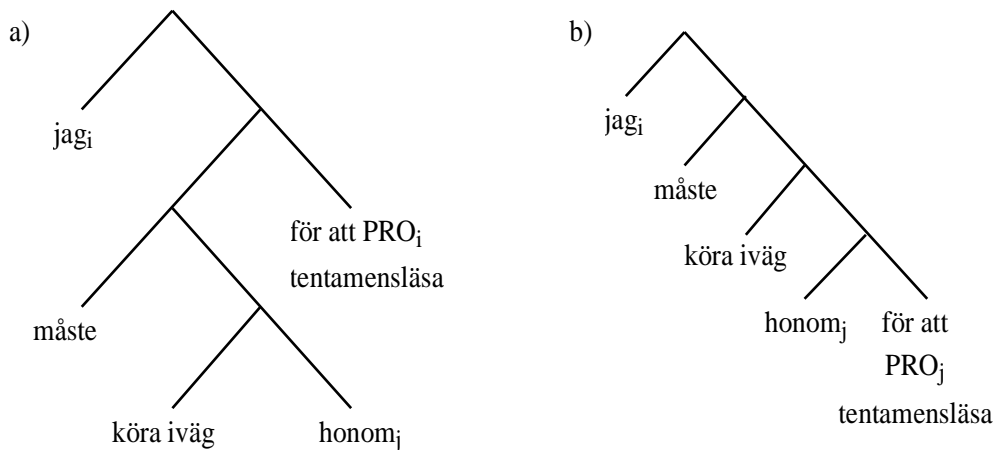 a)
jagi
för att PROi
tentamensläsa
måste
köra iväg
honomj
b)
jagi
måste
köra iväg
honomj
för att
PROj
tentamensläsa